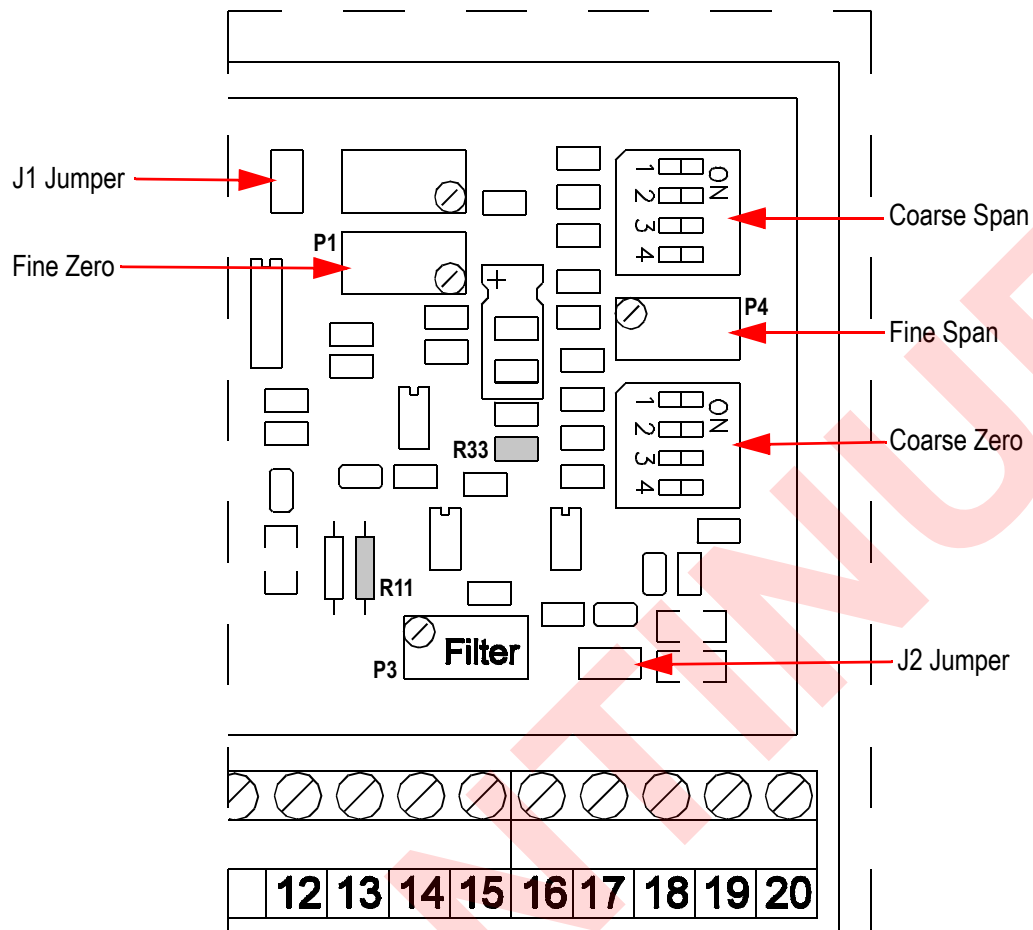 J1 Jumper
P1
Fine Zero
1
2
3
4
ON
Coarse Span
+
P4
Fine Span
1
2
3
4
ON
Coarse Zero
R33
R11
P3
Filter
J2 Jumper
12 13 14 15 16 17 18 19 20
NTINUE